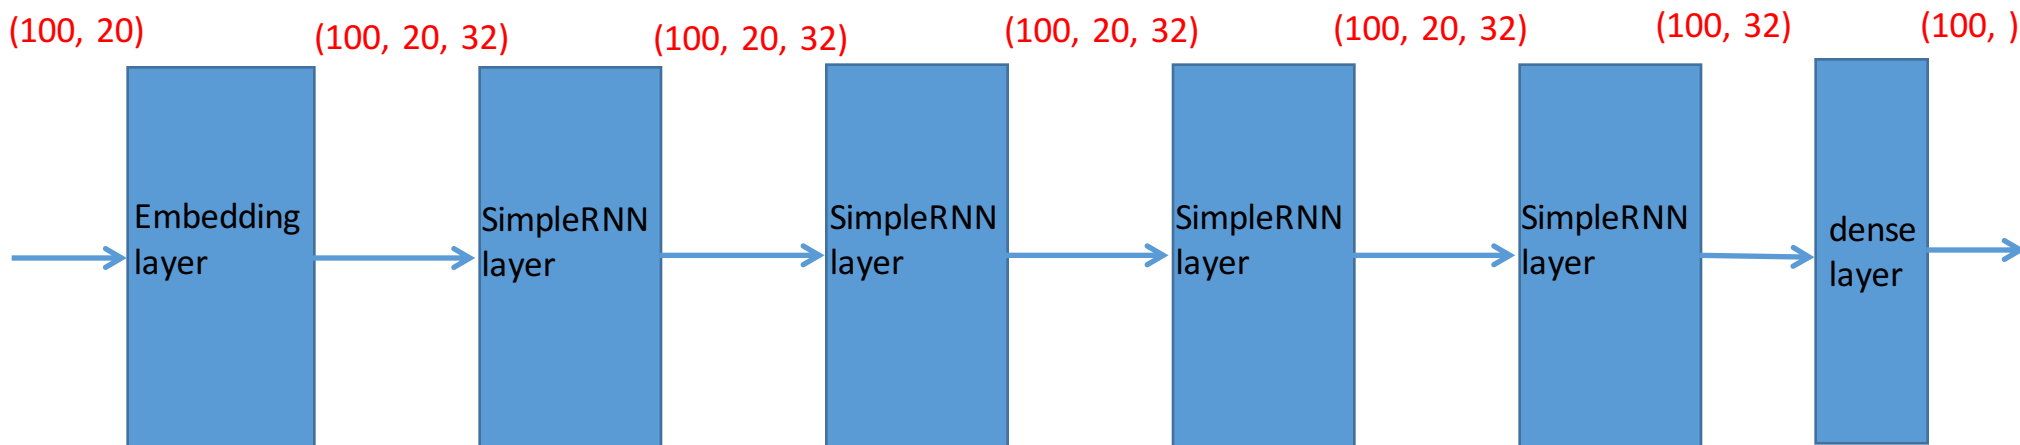 (100, 20)
(100, 20, 32)
(100, 20, 32)
(100, 20, 32)
(100, 20, 32)
(100, 32)
(100, )
Embedding
layer
SimpleRNN
layer
SimpleRNN
layer
SimpleRNN
layer
SimpleRNN
layer
dense
layer